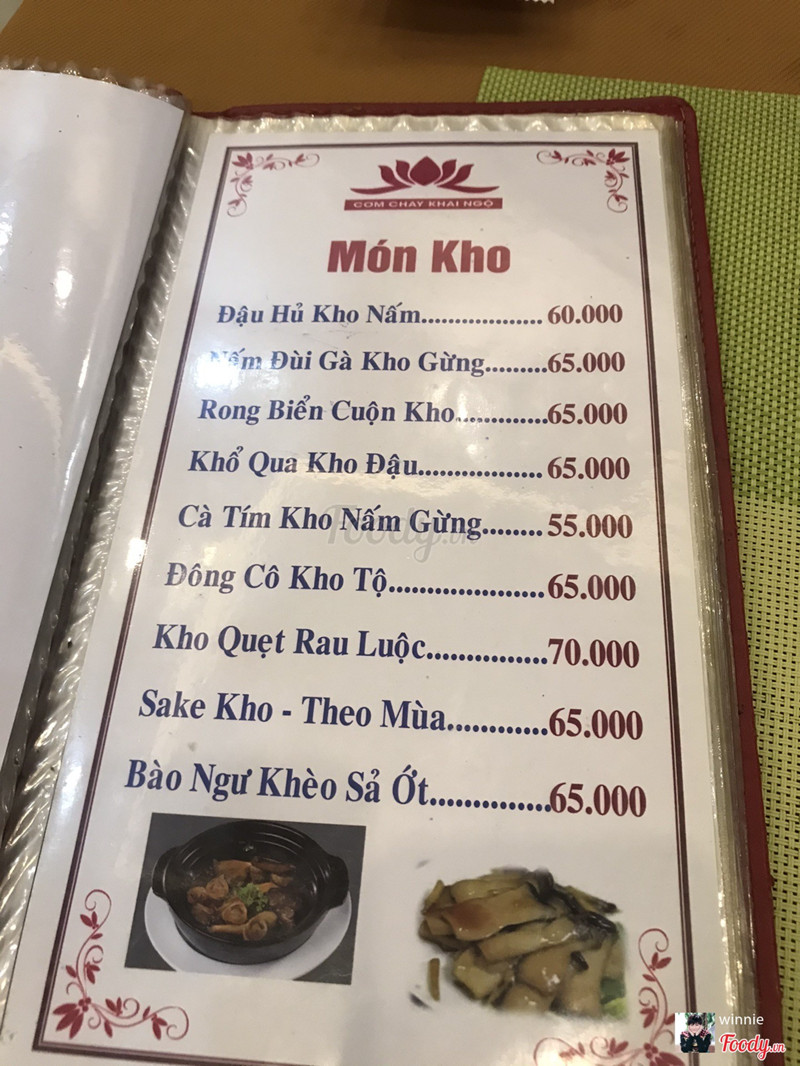 CƠM CHAY KHAI NGỘ
Món Kho
Đậu Hủ Kho Nấm.................. 60.000
Nấm Đùi Gà Kho Gừng.........65.000
Rong Biển Cuộn Kho.............65.000
Khổ Qua Kho Đậu.................. 65.000
Cà Tím Kho Nấm Gừng......... 55.000
Đông Cô Kho Tộ......................65.000
Kho Quẹt Rau Luộc................70.000
Sake Kho - Theo Mùa.............65.000
Bào Ngư Khèo Sả Ớt...............65.000
Foody.vn
winnie
Foody.vn